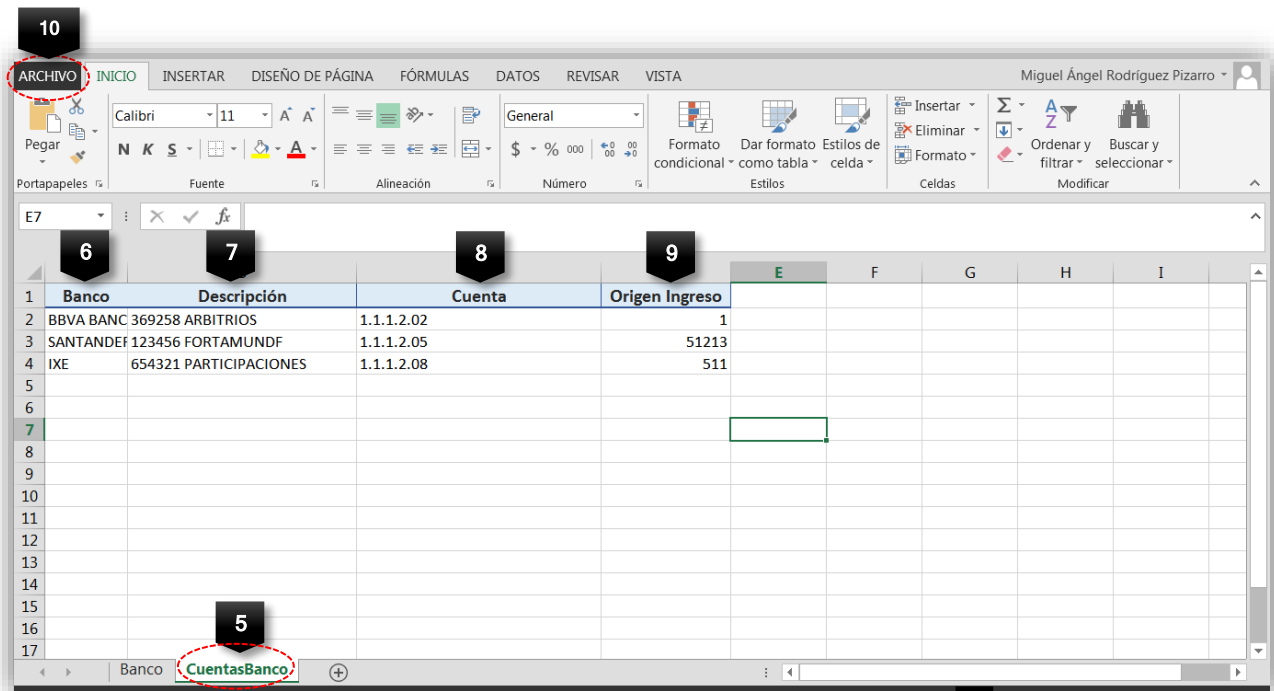 10
ARCHIVO INICIO INSERTAR DISEÑO DE PÁGINA FÓRMULAS DATOS REVISAR VISTA Miguel Ángel Rodríguez Pizarro
Calibri 11 General Insertar
Pegar Formato condicional Dar formato como tabla Estilos de celda Eliminar Ordenar y filtrar Buscar y seleccionar
N K S A $ % 000 Formato
Portapapeles Fuente Alineación Número Estilos Celdas Modificar
E7 fx
6 7 8 9
E F G H I
1 Banco Descripción Cuenta Origen Ingreso
2 BBVA BANC 369258 ARBITRIOS 1.1.1.2.02 1
3 SANTANDER 123456 FORTAMUNDF 1.1.1.2.05 51213
4 IXE 654321 PARTICIPACIONES 1.1.1.2.08 511
5
6
7
8
9
10
11
12
13
14
15
16
17
5
Banco CuentasBanco